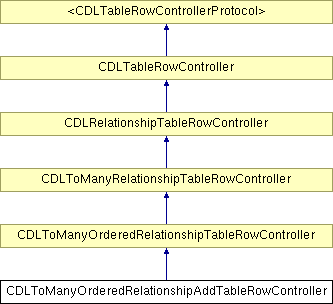 <CDLTableRowControllerProtocol>
CDLTableRowController
CDLRelationshipTableRowController
CDLToManyRelationshipTableRowController
CDLToManyOrderedRelationshipTableRowController
CDLToManyOrderedRelationshipAddTableRowController